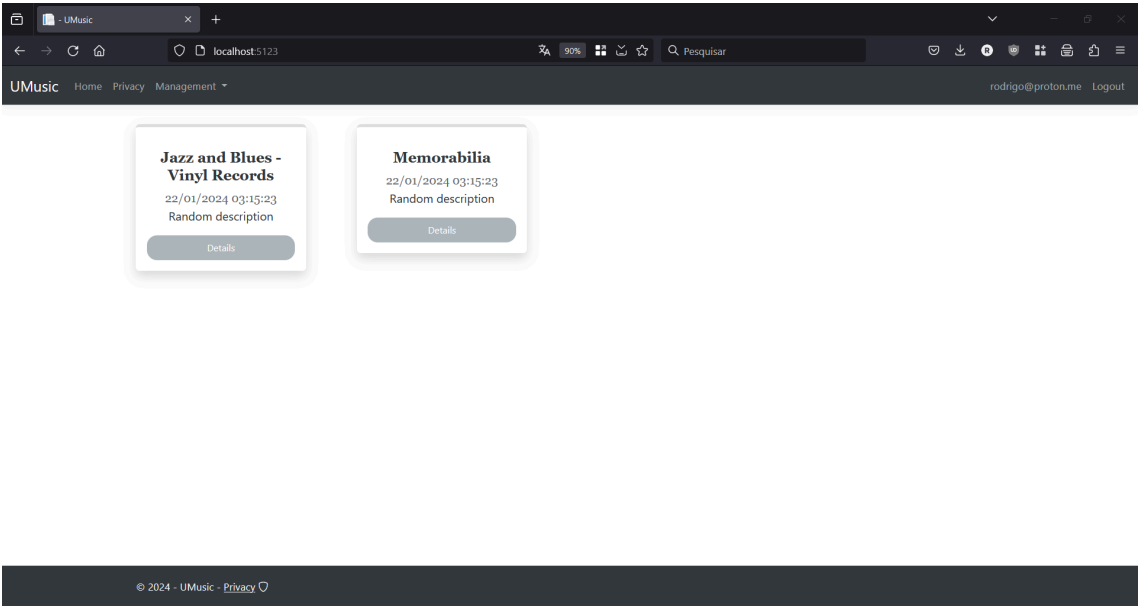 - UMusic
localhost:5123
90%
Pesquisar
UMusic Home Privacy Management rodrigo@proton.me Logout
Jazz and Blues -
Vinyl Records
22/01/2024 03:15:23
Random description
Details
Memorabilia
22/01/2024 03:15:23
Random description
Details
© 2024 - UMusic - Privacy